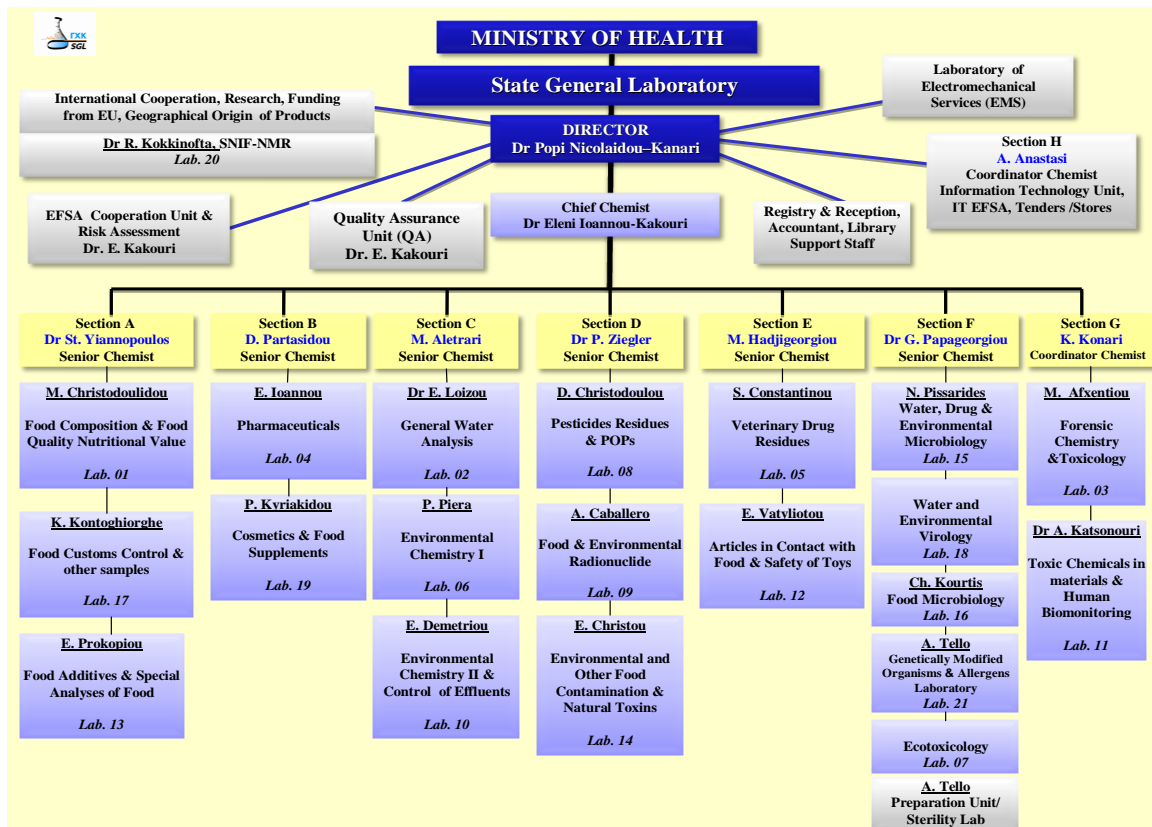 ΓΧΚ
SGL
MINISTRY OF HEALTH
State General Laboratory
International Cooperation, Research, Funding
from EU, Geographical Origin of Products
Dr R. Kokkinofta, SNIF-NMR
Lab. 20
DIRECTOR
Dr Popi Nicolaidou–Kanari
Laboratory of
Electromechanical
Services (EMS)
Section H
A. Anastasi
Coordinator Chemist
Information Technology Unit,
IT EFSA, Tenders /Stores
EFSA Cooperation Unit &
Risk Assessment
Dr. E. Kakouri
Quality Assurance
Unit (QA)
Dr. E. Kakouri
Chief Chemist
Dr Eleni Ioannou-Kakouri
Registry & Reception,
Accountant, Library
Support Staff
Section A
Dr St. Yiannopoulos
Senior Chemist
M. Christodoulidou
Food Composition & Food
Quality Nutritional Value
Lab. 01
K. Kontoghiorghe
Food Customs Control &
other samples
Lab. 17
E. Prokopiou
Food Additives & Special
Analyses of Food
Lab. 13
Section B
D. Partasidou
Senior Chemist
E. Ioannou
Pharmaceuticals
Lab. 04
P. Kyriakidou
Cosmetics & Food
Supplements
Lab. 19
Section C
M. Aletrari
Senior Chemist
Dr E. Loizou
General Water
Analysis
Lab. 02
P. Piera
Environmental
Chemistry I
Lab. 06
E. Demetriou
Environmental
Chemistry II &
Control of Effluents
Lab. 10
Section D
Dr P. Ziegler
Senior Chemist
D. Christodoulou
Pesticides Residues
& POPs
Lab. 08
A. Caballero
Food & Environmental
Radionuclide
Lab. 09
E. Christou
Environmental and
Other Food
Contamination &
Natural Toxins
Lab. 14
Section E
M. Hadjigeorgiou
Senior Chemist
S. Constantinou
Veterinary Drug
Residues
Lab. 05
E. Vatyliotou
Articles in Contact with
Food & Safety of Toys
Lab. 12
Section F
Dr G. Papageorgiou
Senior Chemist
N. Pissarides
Water, Drug &
Environmental
Microbiology
Lab. 15
Water and
Environmental
Virology
Lab. 18
Ch. Kourtis
Food Microbiology
Lab. 16
A. Tello
Genetically Modified
Organisms & Allergens
Laboratory
Lab. 21
Ecotoxicology
Lab. 07
A. Tello
Preparation Unit/
Sterility Lab
Section G
K. Konari
Coordinator Chemist
M. Afxentiou
Forensic
Chemistry
&Toxicology
Lab. 03
Dr A. Katsonouri
Toxic Chemicals in
materials &
Human
Biomonitoring
Lab. 11